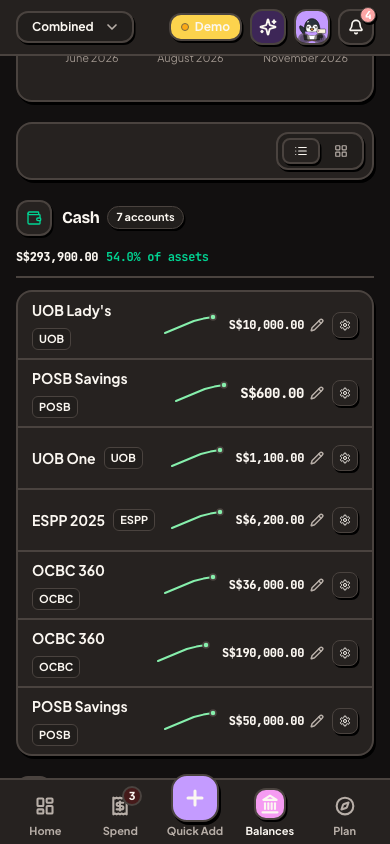 Combined
Demo
4
June 2026 August 2026 November 2026
Cash 7 accounts
S$293,900.00 54.0% of assets
UOB Lady's
UOB
S$10,000.00
POSB Savings
POSB
S$600.00
UOB One UOB S$1,100.00
ESPP 2025 ESPP S$6,200.00
OCBC 360
OCBC
S$36,000.00
OCBC 360
OCBC
S$190,000.00
POSB Savings
POSB
S$50,000.00
3
Home Spend Quick Add Balances Plan